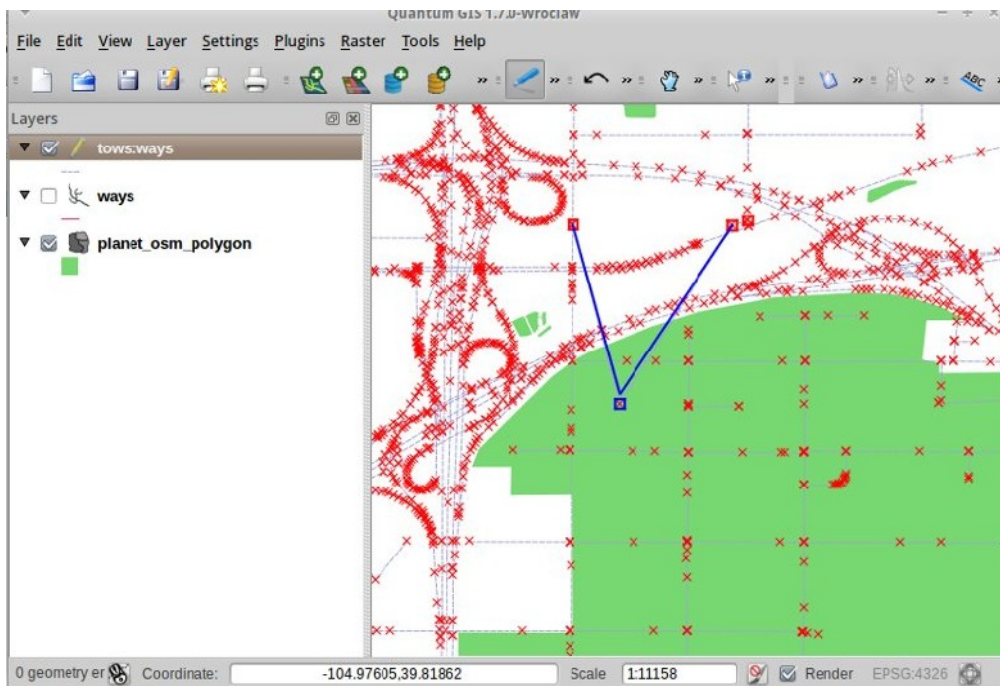 Quantum GIS 1.7.0-Wroclaw
File Edit View Layer Settings Plugins Raster Tools Help
ABC
Layers
tows:ways
ways
planet_osm_polygon
0 geometry er
Coordinate: -104.97605,39.81862 Scale 1:11158 Render EPSG:4326